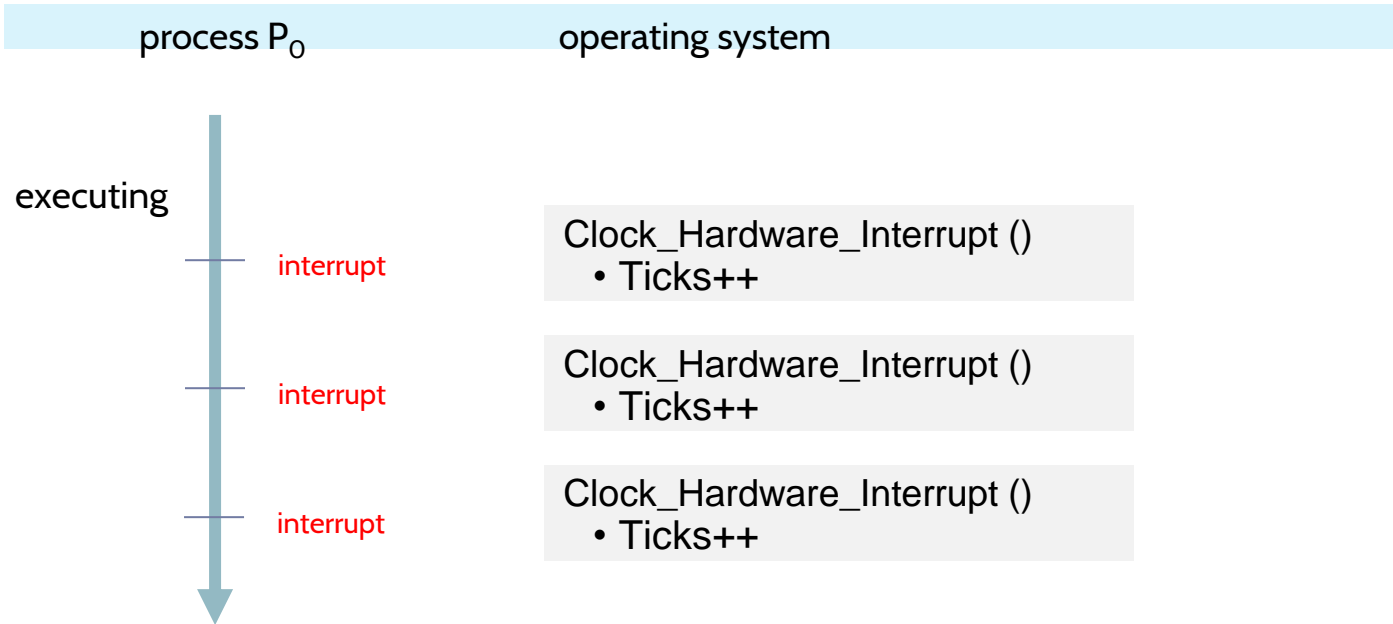 process P₀ operating system
executing
Clock_Hardware_Interrupt ()
interrupt
• Ticks++
Clock_Hardware_Interrupt ()
interrupt
• Ticks++
Clock_Hardware_Interrupt ()
interrupt
• Ticks++